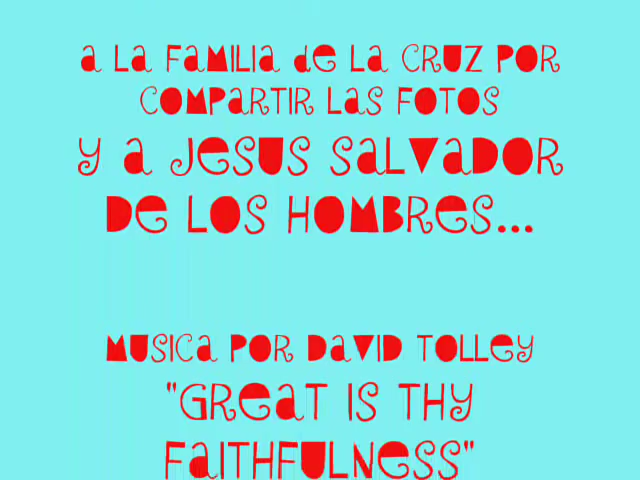 a La FaMILIa de La CRUZ POR
COMPaRTIR Las FOTOS
y a JesUs SaLVaDOR
De LOS HOMBRes...
MUSICa POR DaVID TOLLey
"GReaT IS THy
FaITHFULNess"